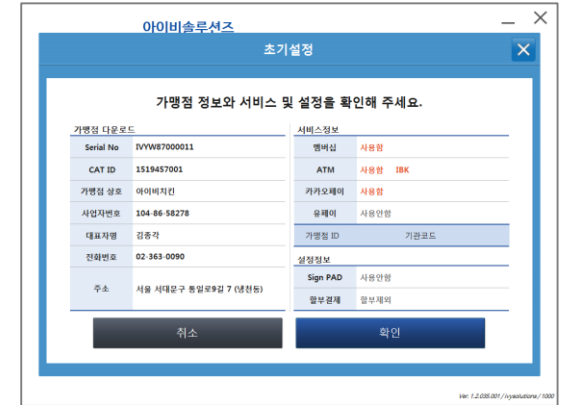 아이비솔루션즈
초기설정
가맹점 정보와 서비스 및 설정을 확인해 주세요.
가맹점 다운로드
Serial No IVYW87000011
CAT ID 1519457001
가맹점 상호 아이비치킨
사업자번호 104-86-58278
대표자명 김종각
전화번호 02-363-0090
주소 서울 서대문구 통일로9길 7 (냉천동)
서비스정보
멤버십 사용함
ATM 사용함 IBK
카카오페이 사용함
유페이 사용안함
가맹점 ID 기관코드
설정정보
Sign PAD 사용안함
할부결제 할부제외
취소
확인
Ver: 1.2.035.001 / ivysolutions / 1000